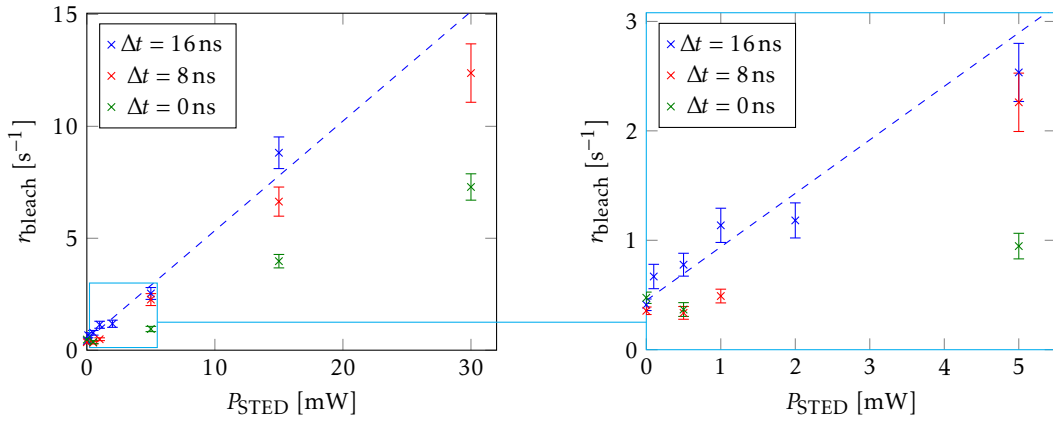 15
10
5
0
r_bleach [s⁻¹]
Δt = 16 ns
Δt = 8 ns
Δt = 0 ns
0 10 20 30
P_STED [mW]
3
2
1
0
r_bleach [s⁻¹]
Δt = 16 ns
Δt = 8 ns
Δt = 0 ns
0 1 2 3 4 5
P_STED [mW]